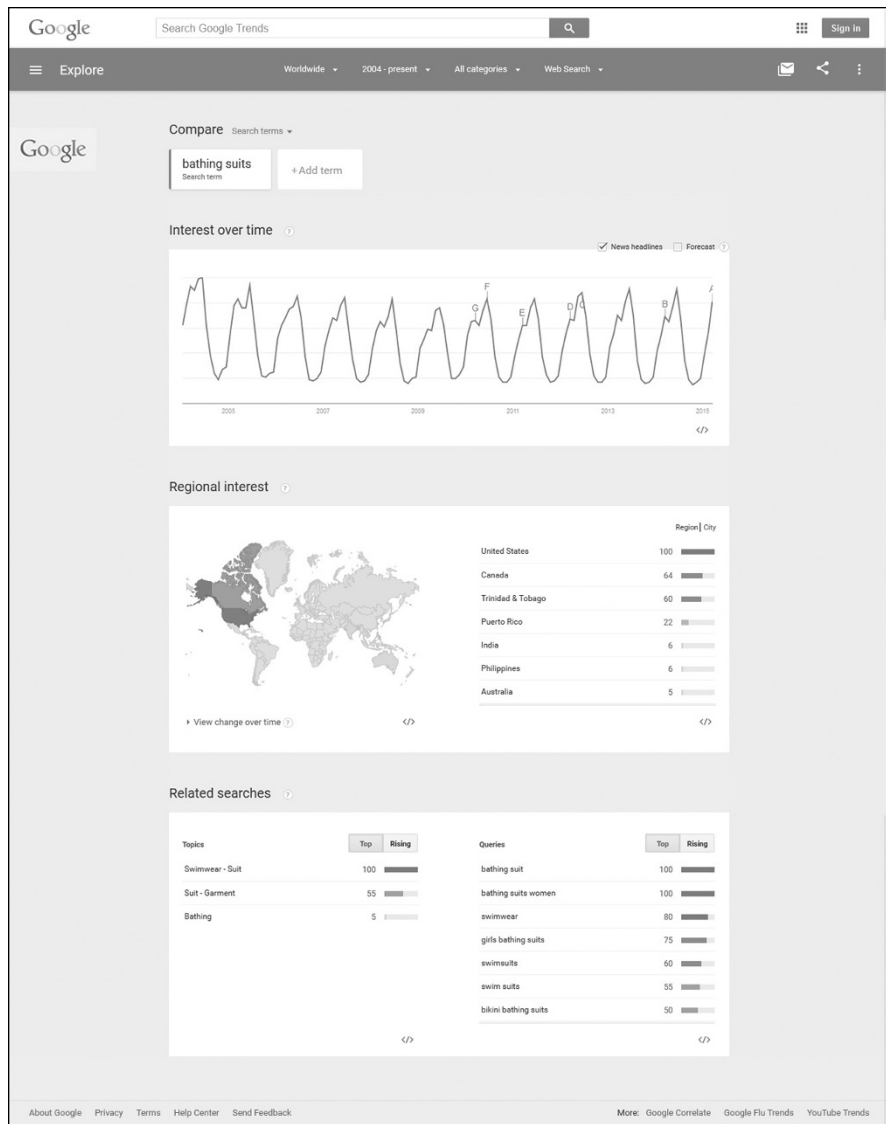 Google
Search Google Trends
Sign in
Explore
Worldwide
2004 - present
All categories
Web Search
Google
Compare Search terms
bathing suits
Search term
+Add term
Interest over time ?
News headlines Forecast ?
A
B
C
D
E
F
G
2005 2007 2009 2011 2013 2015
</>
Regional interest ?
Region | City
United States 100
Canada 64
Trinidad & Tobago 60
Puerto Rico 22
India 6
Philippines 6
Australia 5
View change over time ?
</>
</>
Related searches ?
Topics Top Rising
Swimwear - Suit 100
Suit - Garment 55
Bathing 5
</>
Queries Top Rising
bathing suit 100
bathing suits women 100
swimwear 80
girls bathing suits 75
swimsuits 60
swim suits 55
bikini bathing suits 50
</>
About Google Privacy Terms Help Center Send Feedback
More: Google Correlate Google Flu Trends YouTube Trends